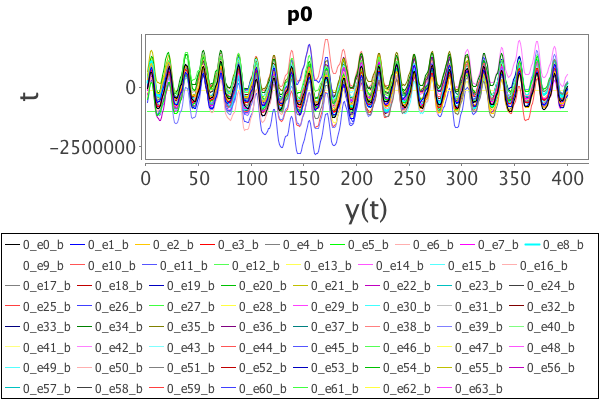 p0
t
0
−2500000
0 50 100 150 200 250 300 350 400
y(t)
0_e0_b 0_e1_b 0_e2_b 0_e3_b 0_e4_b 0_e5_b 0_e6_b 0_e7_b 0_e8_b
0_e9_b 0_e10_b 0_e11_b 0_e12_b 0_e13_b 0_e14_b 0_e15_b 0_e16_b
0_e17_b 0_e18_b 0_e19_b 0_e20_b 0_e21_b 0_e22_b 0_e23_b 0_e24_b
0_e25_b 0_e26_b 0_e27_b 0_e28_b 0_e29_b 0_e30_b 0_e31_b 0_e32_b
0_e33_b 0_e34_b 0_e35_b 0_e36_b 0_e37_b 0_e38_b 0_e39_b 0_e40_b
0_e41_b 0_e42_b 0_e43_b 0_e44_b 0_e45_b 0_e46_b 0_e47_b 0_e48_b
0_e49_b 0_e50_b 0_e51_b 0_e52_b 0_e53_b 0_e54_b 0_e55_b 0_e56_b
0_e57_b 0_e58_b 0_e59_b 0_e60_b 0_e61_b 0_e62_b 0_e63_b